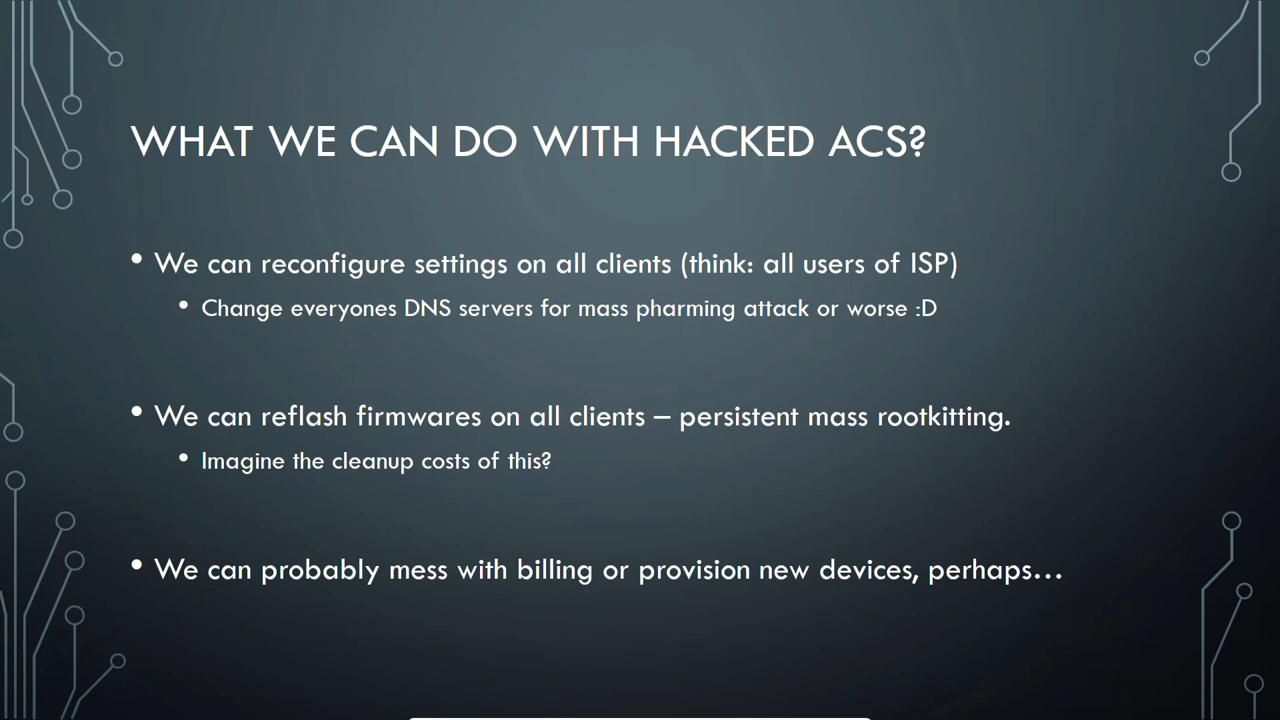 WHAT WE CAN DO WITH HACKED ACS?
• We can reconfigure settings on all clients (think: all users of ISP)
• Change everyones DNS servers for mass pharming attack or worse :D
• We can reflash firmwares on all clients – persistent mass rootkitting.
• Imagine the cleanup costs of this?
• We can probably mess with billing or provision new devices, perhaps…